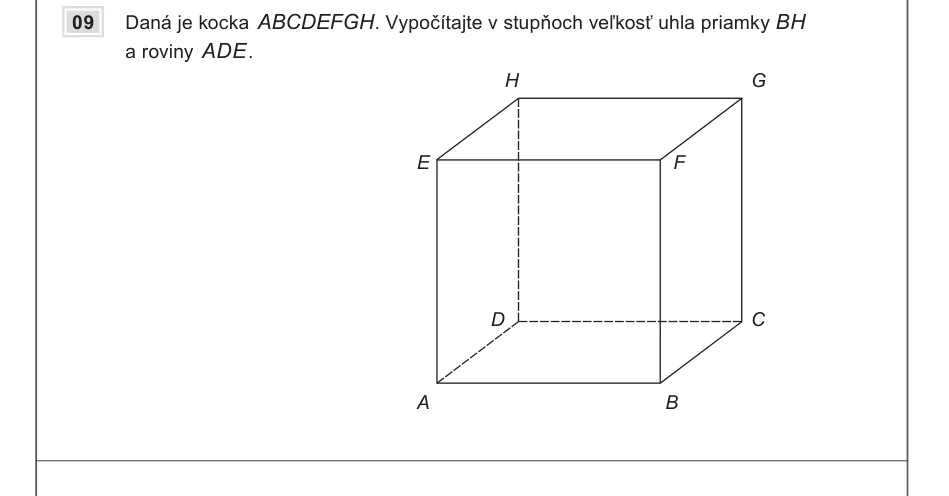 09 Daná je kocka ABCDEFGH. Vypočítajte v stupňoch veľkosť uhla priamky BH
a roviny ADE.
H G
E F
D C
A B